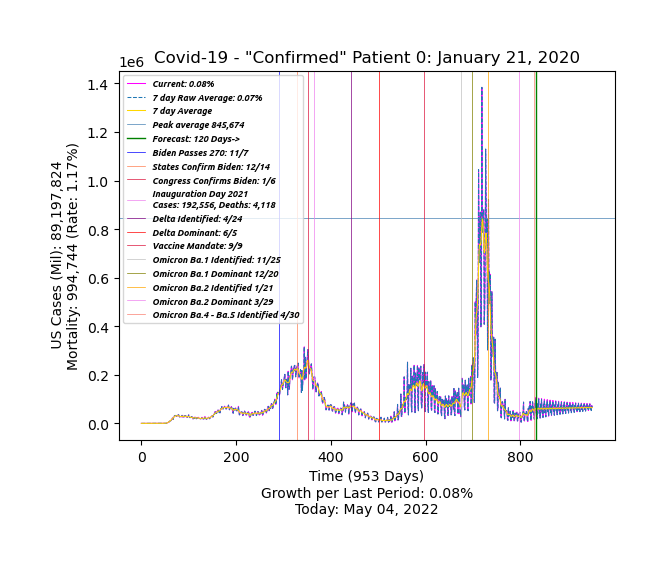 Covid-19 - "Confirmed" Patient 0: January 21, 2020
1e6
1.4
1.2
1.0
0.8
0.6
0.4
0.2
0.0
US Cases (Mil): 89,197,824
Mortality: 994,744 (Rate: 1.17%)
Current: 0.08%
7 day Raw Average: 0.07%
7 day Average
Peak average 845,674
Forecast: 120 Days->
Biden Passes 270: 11/7
States Confirm Biden: 12/14
Congress Confirms Biden: 1/6
Inauguration Day 2021
Cases: 192,556, Deaths: 4,118
Delta Identified: 4/24
Delta Dominant: 6/5
Vaccine Mandate: 9/9
Omicron Ba.1 Identified: 11/25
Omicron Ba.1 Dominant 12/20
Omicron Ba.2 Identified 1/21
Omicron Ba.2 Dominant 3/29
Omicron Ba.4 - Ba.5 Identified 4/30
0 200 400 600 800
Time (953 Days)
Growth per Last Period: 0.08%
Today: May 04, 2022